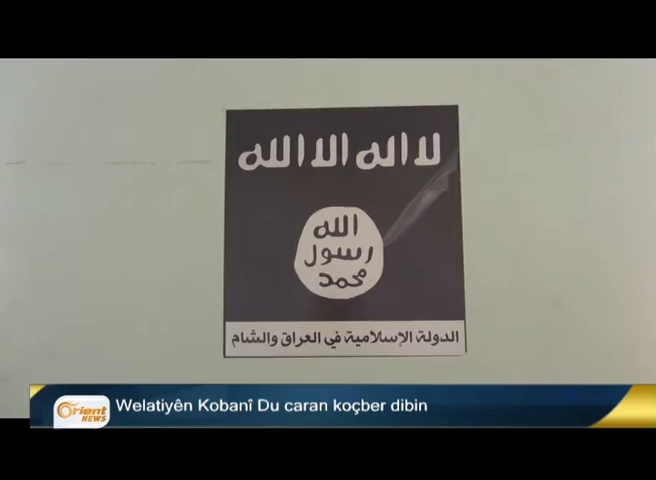 لا اله الا الله
الله
رسول
محمد
الدولة الإسلامية في العراق والشام
Orient NEWS
Welatiyên Kobanî Du caran koçber dibin